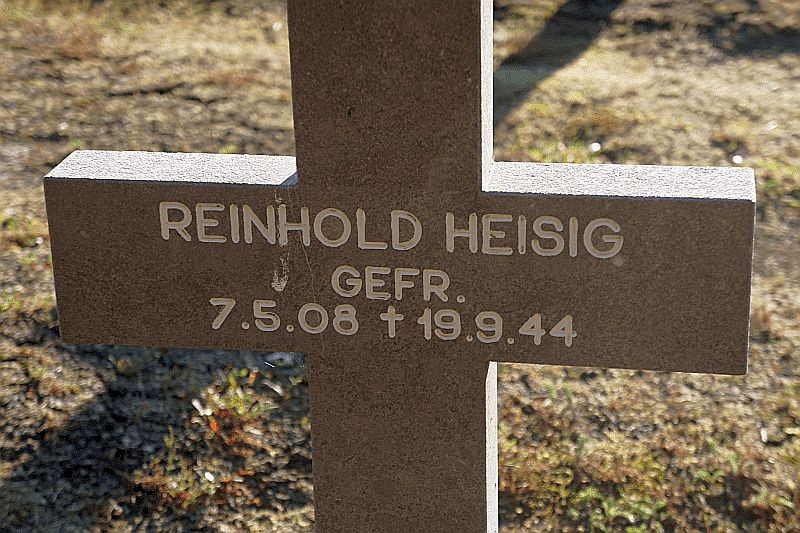 REINHOLD HEISIG
GEFR.
7.5.08 † 19.9.44